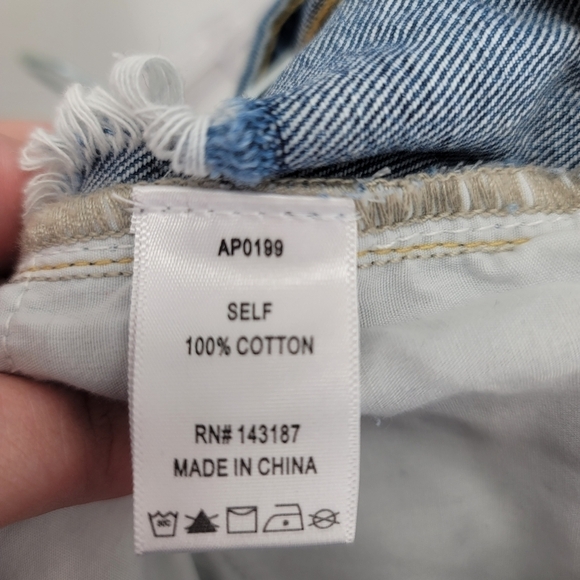 AP0199
SELF
100% COTTON
RN# 143187
MADE IN CHINA